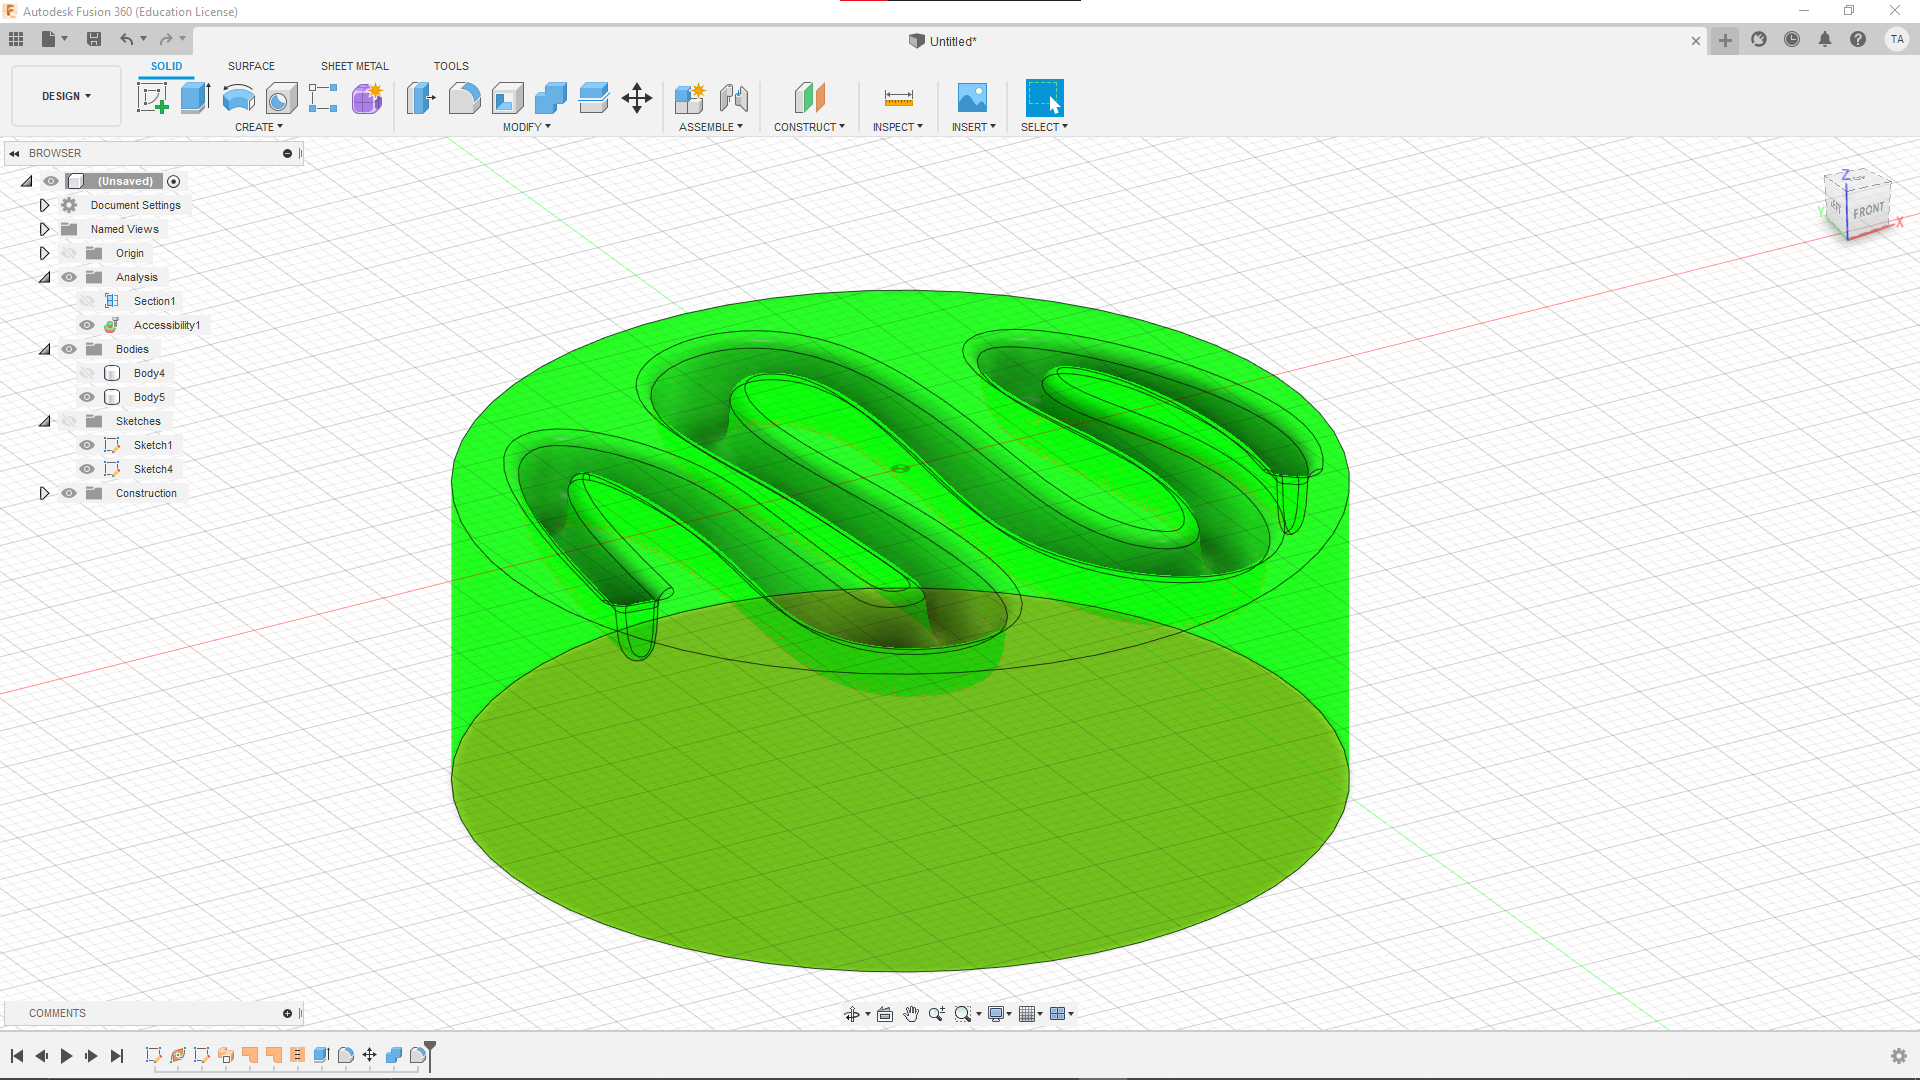 Autodesk Fusion 360 (Education License)
Untitled*
TA
SOLID SURFACE SHEET METAL TOOLS
DESIGN
CREATE MODIFY ASSEMBLE CONSTRUCT INSPECT INSERT SELECT
BROWSER
(Unsaved)
Document Settings
Named Views
Origin
Analysis
Section1
Accessibility1
Bodies
Body4
Body5
Sketches
Sketch1
Sketch4
Construction
Z
LEFT FRONT
Y
X
COMMENTS